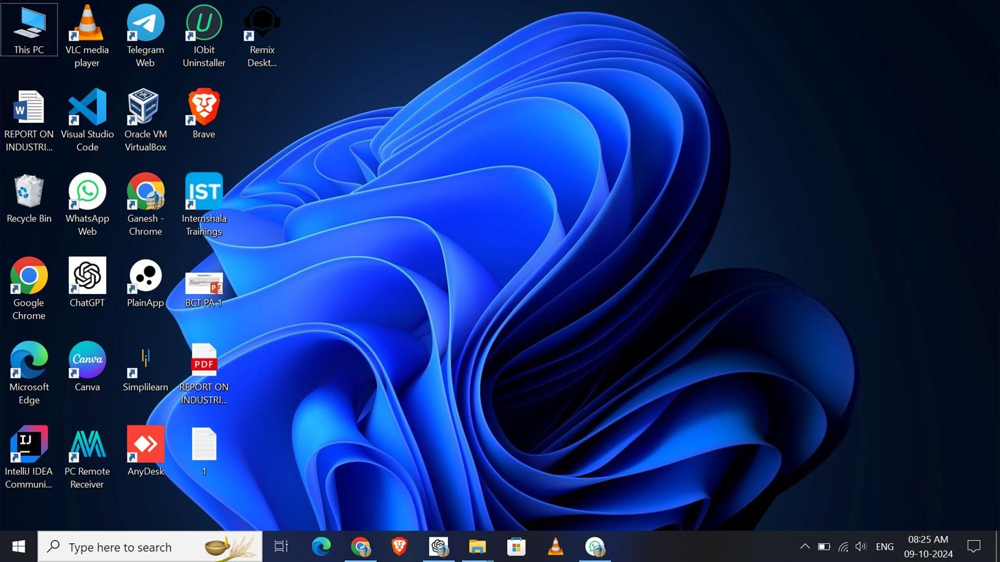 This PC
VLC media
player
Telegram
Web
IObit
Uninstaller
Remix
Deskt...
REPORT ON
INDUSTRI...
Visual Studio
Code
Oracle VM
VirtualBox
Brave
Recycle Bin
WhatsApp
Web
Ganesh -
Chrome
IST
Internshala
Trainings
Google
Chrome
ChatGPT
PlainApp
BCT PA 1
Microsoft
Edge
Canva
Canva
Simplilearn
PDF
REPORT ON
INDUSTRI...
IJ
IntelliJ IDEA
Communi...
PC Remote
Receiver
AnyDesk
1
Type here to search
ENG
08:25 AM
09-10-2024